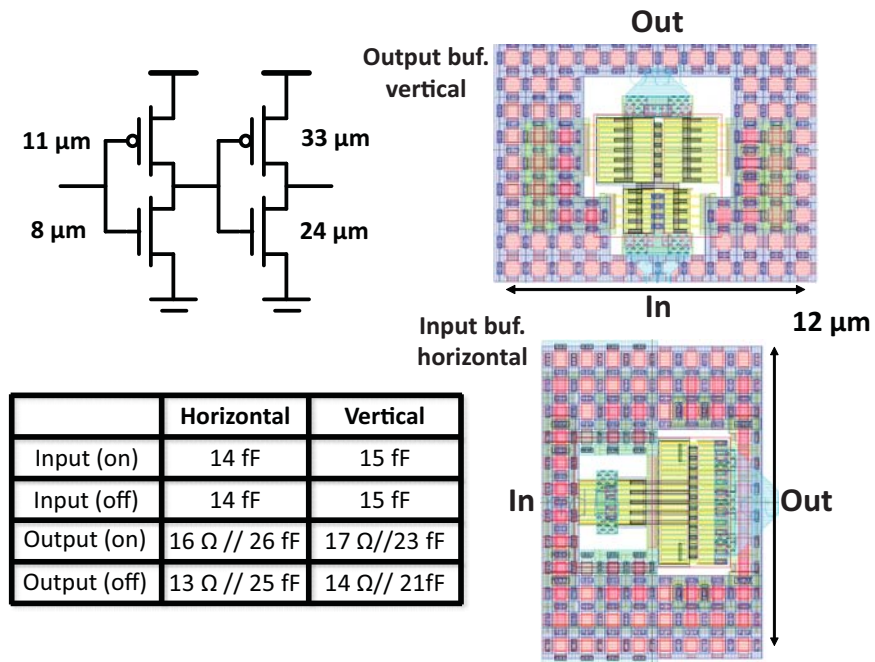 Out
Output buf.
vertical
11 μm
33 μm
8 μm
24 μm
In
12 μm
Input buf.
horizontal
In
Out
Horizontal Vertical
Input (on) 14 fF 15 fF
Input (off) 14 fF 15 fF
Output (on) 16 Ω // 26 fF 17 Ω//23 fF
Output (off) 13 Ω // 25 fF 14 Ω// 21fF